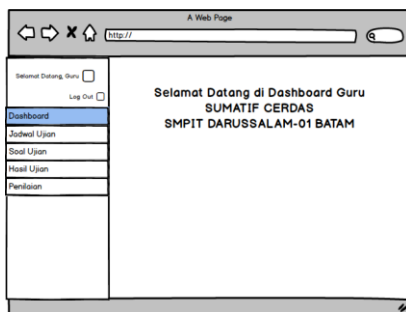 A Web Page
http://
Selamat Datang, Guru
Log Out
Dashboard
Jadwal Ujian
Soal Ujian
Hasil Ujian
Penilaian
Selamat Datang di Dashboard Guru
SUMATIF CERDAS
SMPIT DARUSSALAM-01 BATAM